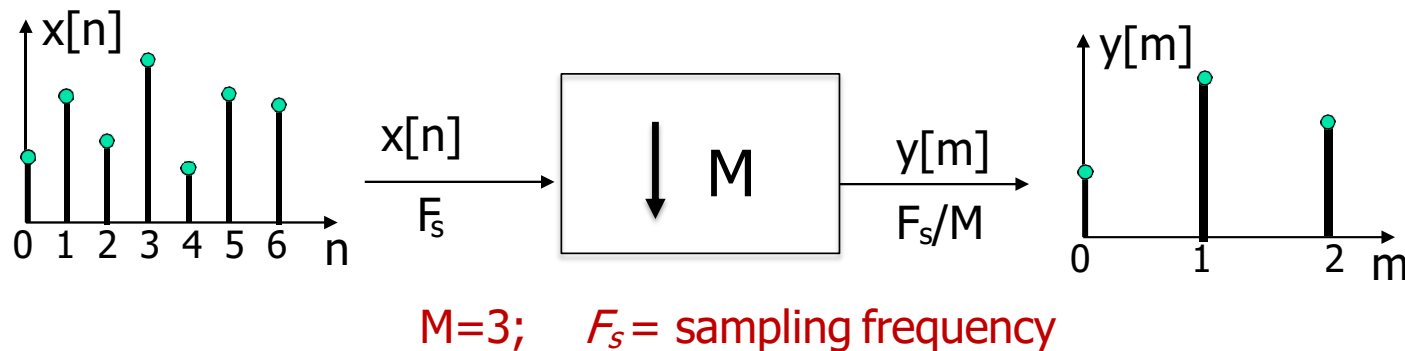 x[n]
0 1 2 3 4 5 6 n
x[n]
Fs
M
y[m]
Fs/M
y[m]
0 1 2 m
M=3; Fs = sampling frequency